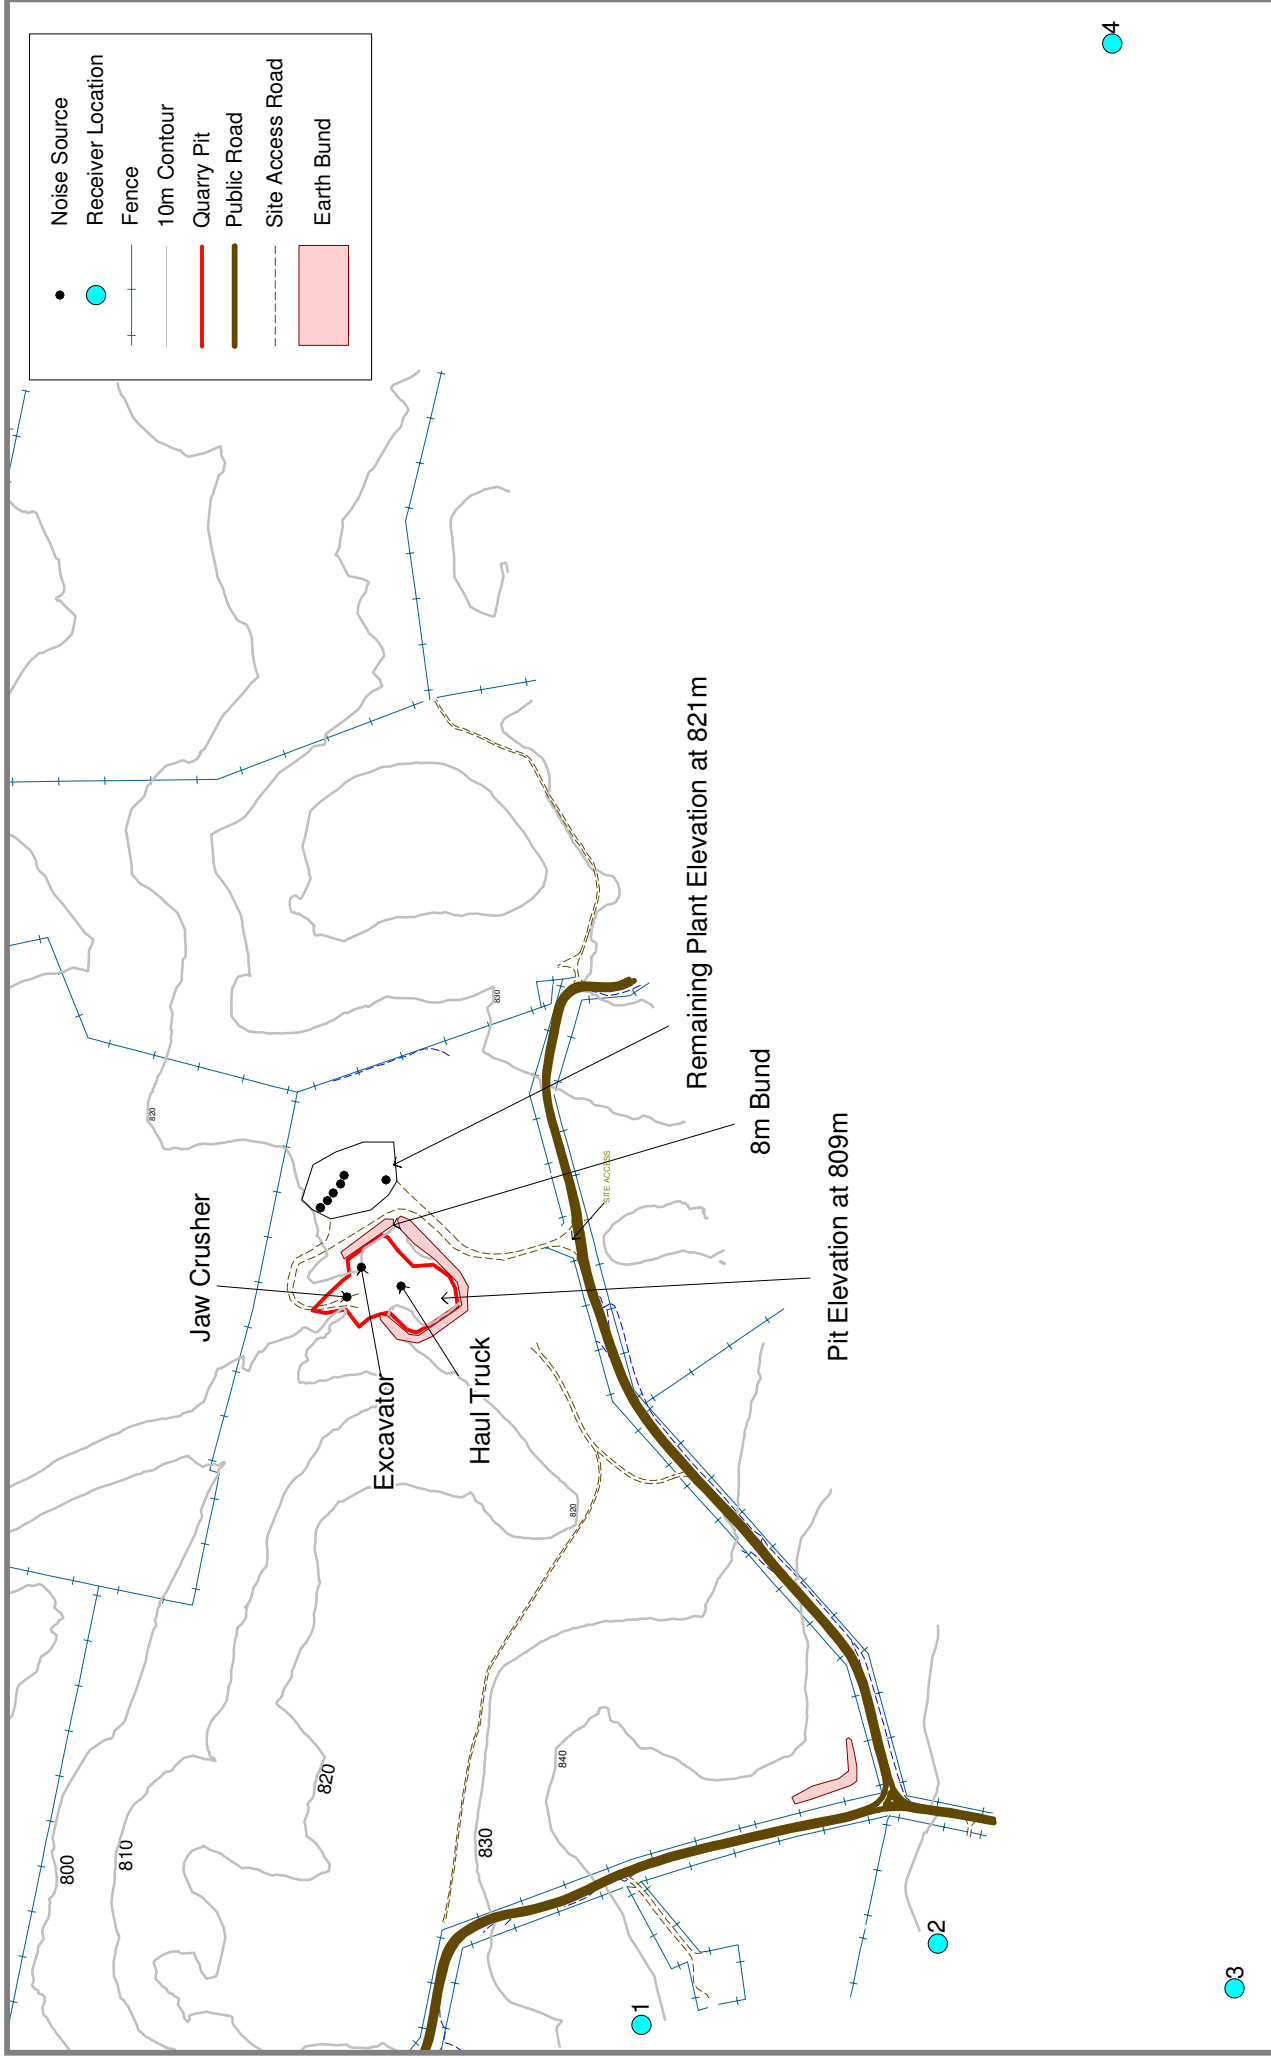 Noise Source
Receiver Location
Fence
10m Contour
Quarry Pit
Public Road
Site Access Road
Earth Bund
4
Remaining Plant Elevation at 821m
8m Bund
Pit Elevation at 809m
Jaw Crusher
Excavator
Haul Truck
SITE ACCESS
830
820
820
820
840
830
810
800
1
2
3